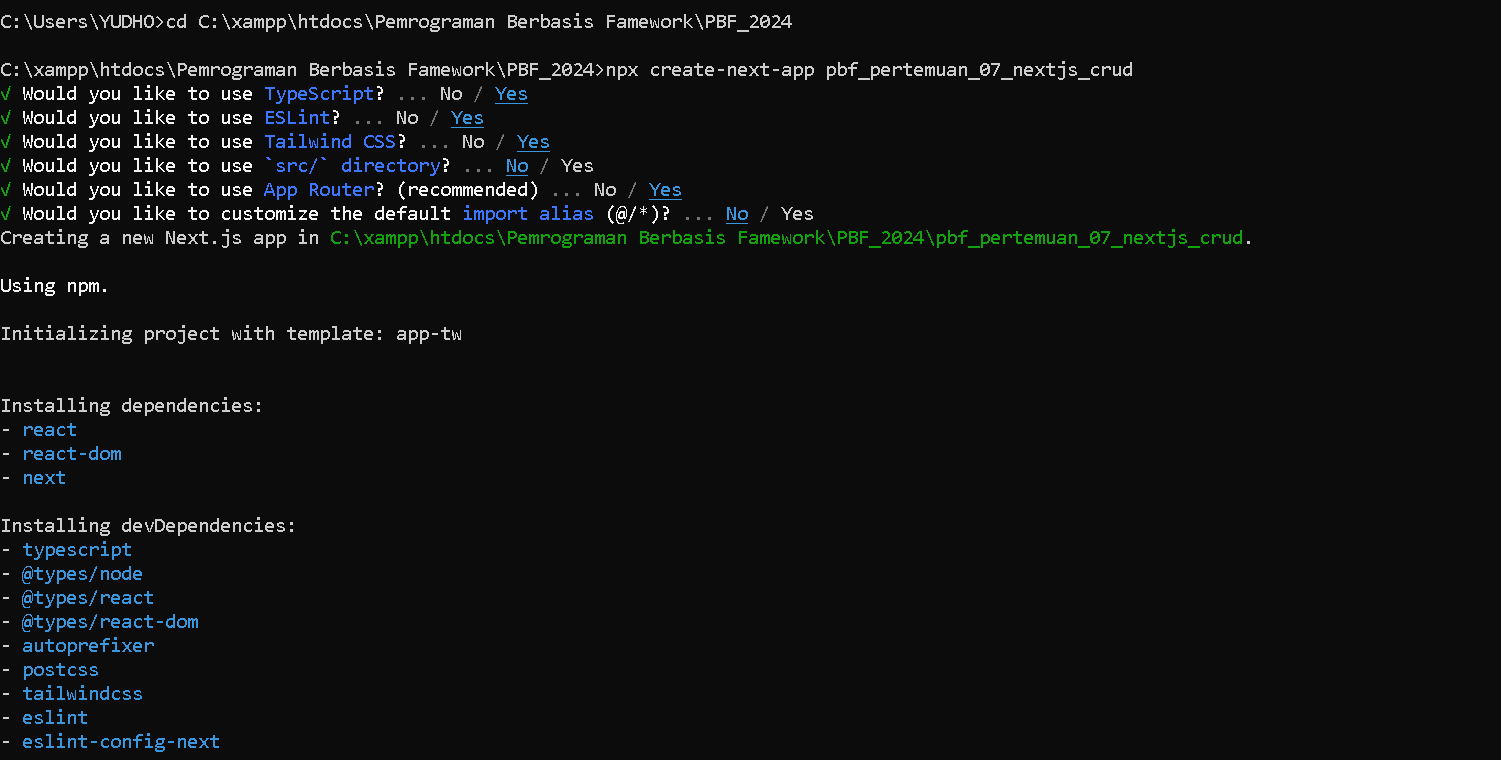 C:\Users\YUDHO>cd C:\xampp\htdocs\Pemrograman Berbasis Famework\PBF_2024
C:\xampp\htdocs\Pemrograman Berbasis Famework\PBF_2024>npx create-next-app pbf_pertemuan_07_nextjs_crud
√ Would you like to use TypeScript? ... No / Yes
√ Would you like to use ESLint? ... No / Yes
√ Would you like to use Tailwind CSS? ... No / Yes
√ Would you like to use `src/` directory? ... No / Yes
√ Would you like to use App Router? (recommended) ... No / Yes
√ Would you like to customize the default import alias (@/*)? ... No / Yes
Creating a new Next.js app in C:\xampp\htdocs\Pemrograman Berbasis Famework\PBF_2024\pbf_pertemuan_07_nextjs_crud.
Using npm.
Initializing project with template: app-tw
Installing dependencies:
- react
- react-dom
- next
Installing devDependencies:
- typescript
- @types/node
- @types/react
- @types/react-dom
- autoprefixer
- postcss
- tailwindcss
- eslint
- eslint-config-next